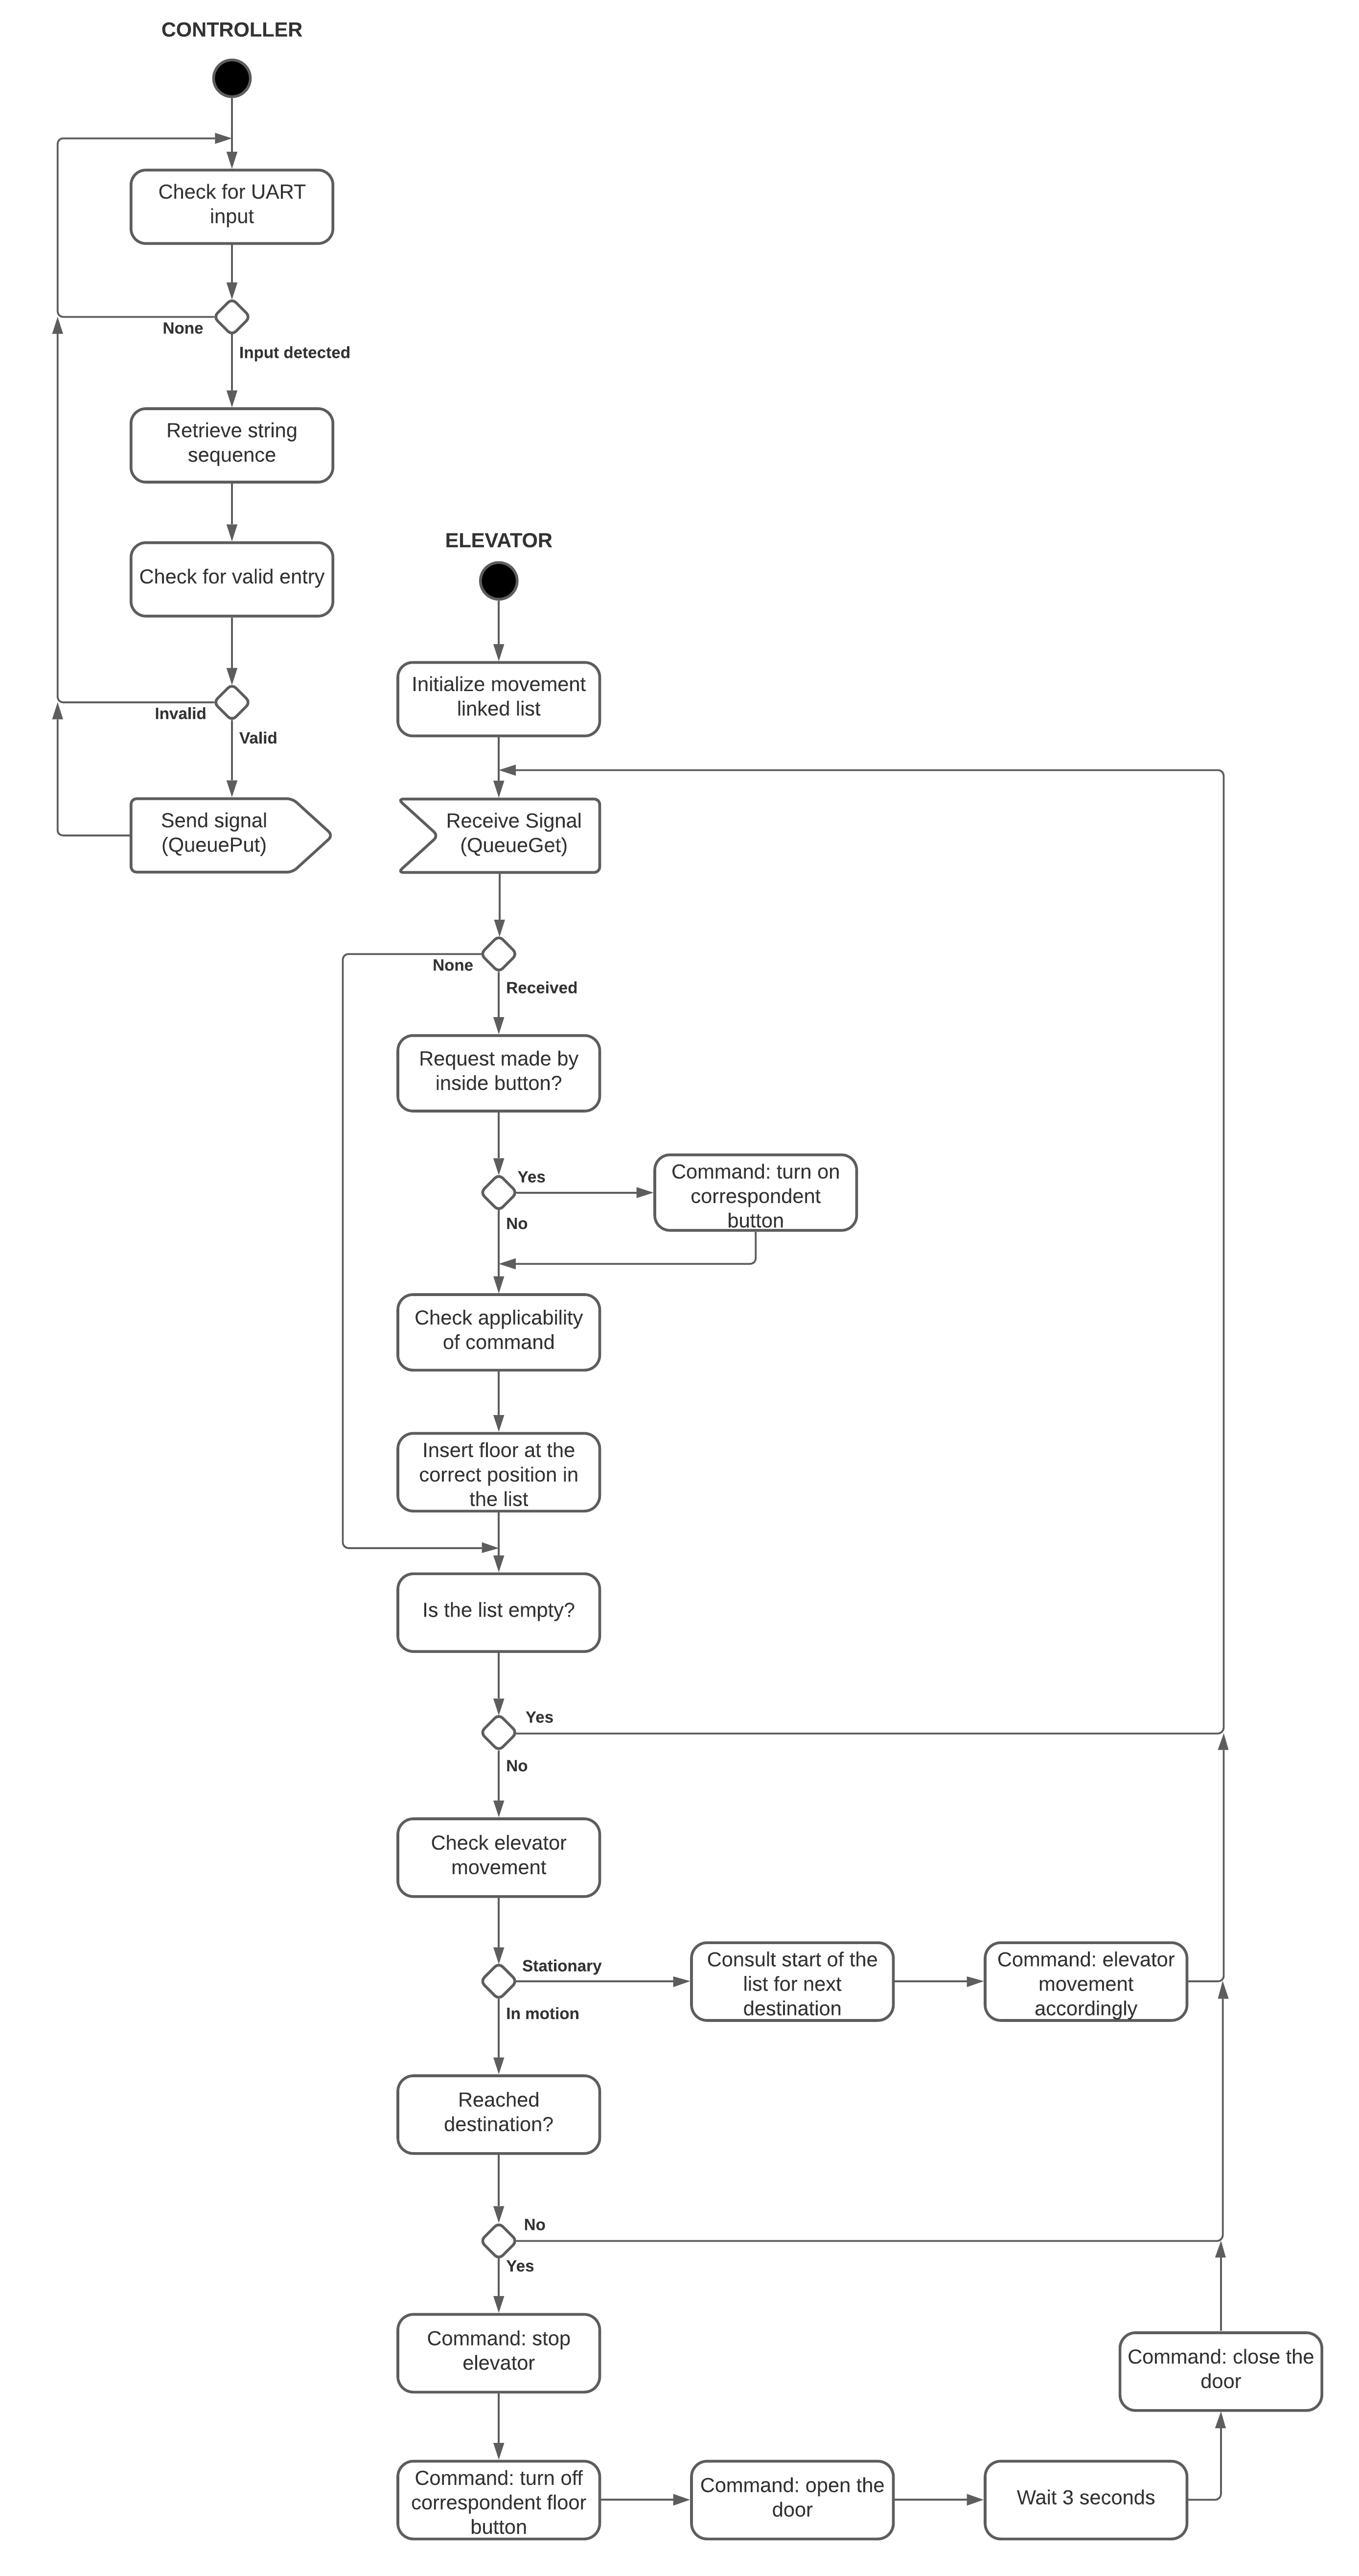 CONTROLLER
Check for UART
input
None
Input detected
Retrieve string
sequence
Check for valid entry
Invalid
Valid
Send signal
(QueuePut)
ELEVATOR
Initialize movement
linked list
Receive Signal
(QueueGet)
None
Received
Request made by
inside button?
Yes
No
Command: turn on
correspondent
button
Check applicability
of command
Insert floor at the
correct position in
the list
Is the list empty?
Yes
No
Check elevator
movement
Stationary
In motion
Consult start of the
list for next
destination
Command: elevator
movement
accordingly
Reached
destination?
No
Yes
Command: stop
elevator
Command: turn off
correspondent floor
button
Command: open the
door
Wait 3 seconds
Command: close the
door